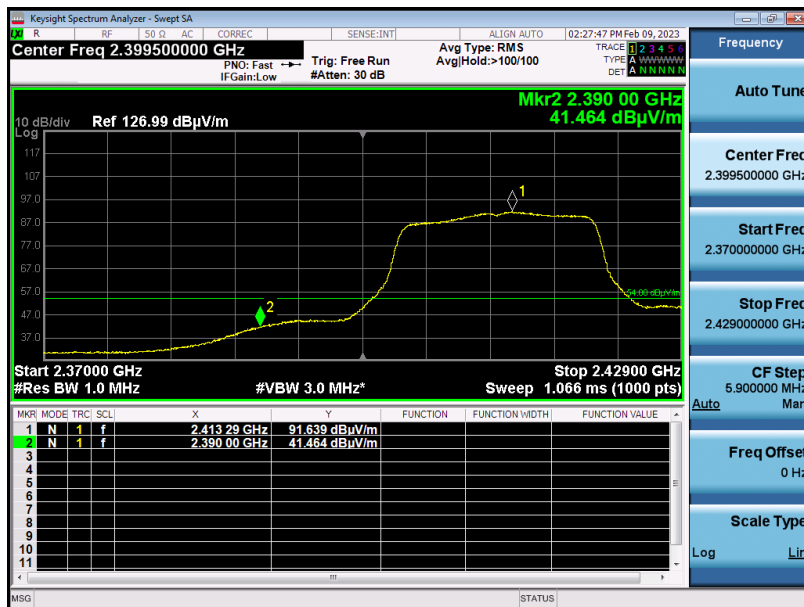 Keysight Spectrum Analyzer - Swept SA
LXI R RF 50 Ω AC CORREC SENSE:INT ALIGN AUTO 02:27:47 PM Feb 09, 2023
Center Freq 2.399500000 GHz
PNO: Fast
IFGain:Low
Trig: Free Run
#Atten: 30 dB
Avg Type: RMS
Avg|Hold:>100/100
TRACE 1 2 3 4 5 6
TYPE A WWWWW
DET A N N N N N
Mkr2 2.390 00 GHz
41.464 dBµV/m
10 dB/div Ref 126.99 dBµV/m
Log
117
107
97.0
87.0
77.0
67.0
57.0
47.0
37.0
1
2
54.00 dBµV/m
Start 2.37000 GHz Stop 2.42900 GHz
#Res BW 1.0 MHz #VBW 3.0 MHz* Sweep 1.066 ms (1000 pts)
MKR MODE TRC SCL X Y FUNCTION FUNCTION WIDTH FUNCTION VALUE
1 N 1 f 2.413 29 GHz 91.639 dBµV/m
2 N 1 f 2.390 00 GHz 41.464 dBµV/m
3
4
5
6
7
8
9
10
11
MSG STATUS
Frequency
Auto Tune
Center Freq
2.399500000 GHz
Start Freq
2.370000000 GHz
Stop Freq
2.429000000 GHz
CF Step
5.900000 MHz
Auto Man
Freq Offset
0 Hz
Scale Type
Log Lin